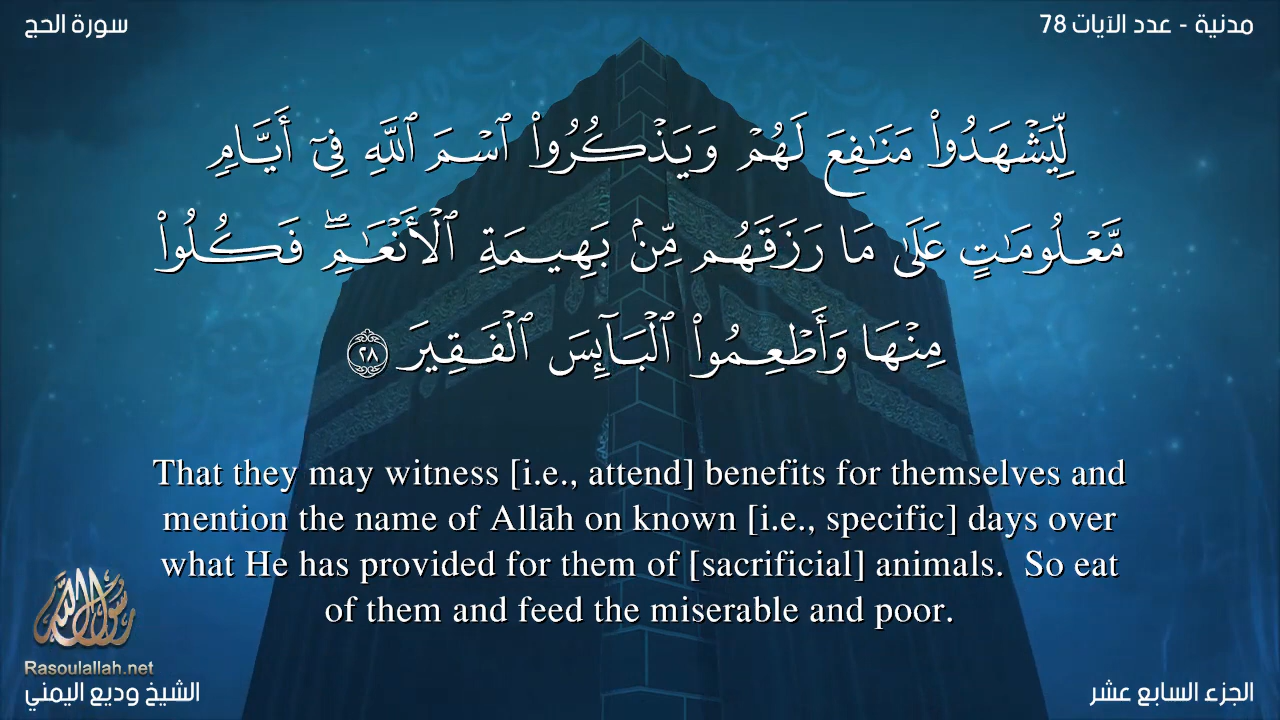 سورة الحج
مدنية - عدد الآيات 78
لِّيَشْهَدُوا۟ مَنَـٰفِعَ لَهُمْ وَيَذْكُرُوا۟ ٱسْمَ ٱللَّهِ فِىٓ أَيَّامٍ
مَّعْلُومَـٰتٍ عَلَىٰ مَا رَزَقَهُم مِّنۢ بَهِيمَةِ ٱلْأَنْعَـٰمِ ۖ فَكُلُوا۟
مِنْهَا وَأَطْعِمُوا۟ ٱلْبَآئِسَ ٱلْفَقِيرَ ٢٨
That they may witness [i.e., attend] benefits for themselves and
mention the name of Allāh on known [i.e., specific] days over
what He has provided for them of [sacrificial] animals.  So eat
of them and feed the miserable and poor.
رسول الله
Rasoulallah.net
الشيخ وديع اليمني
الجزء السابع عشر